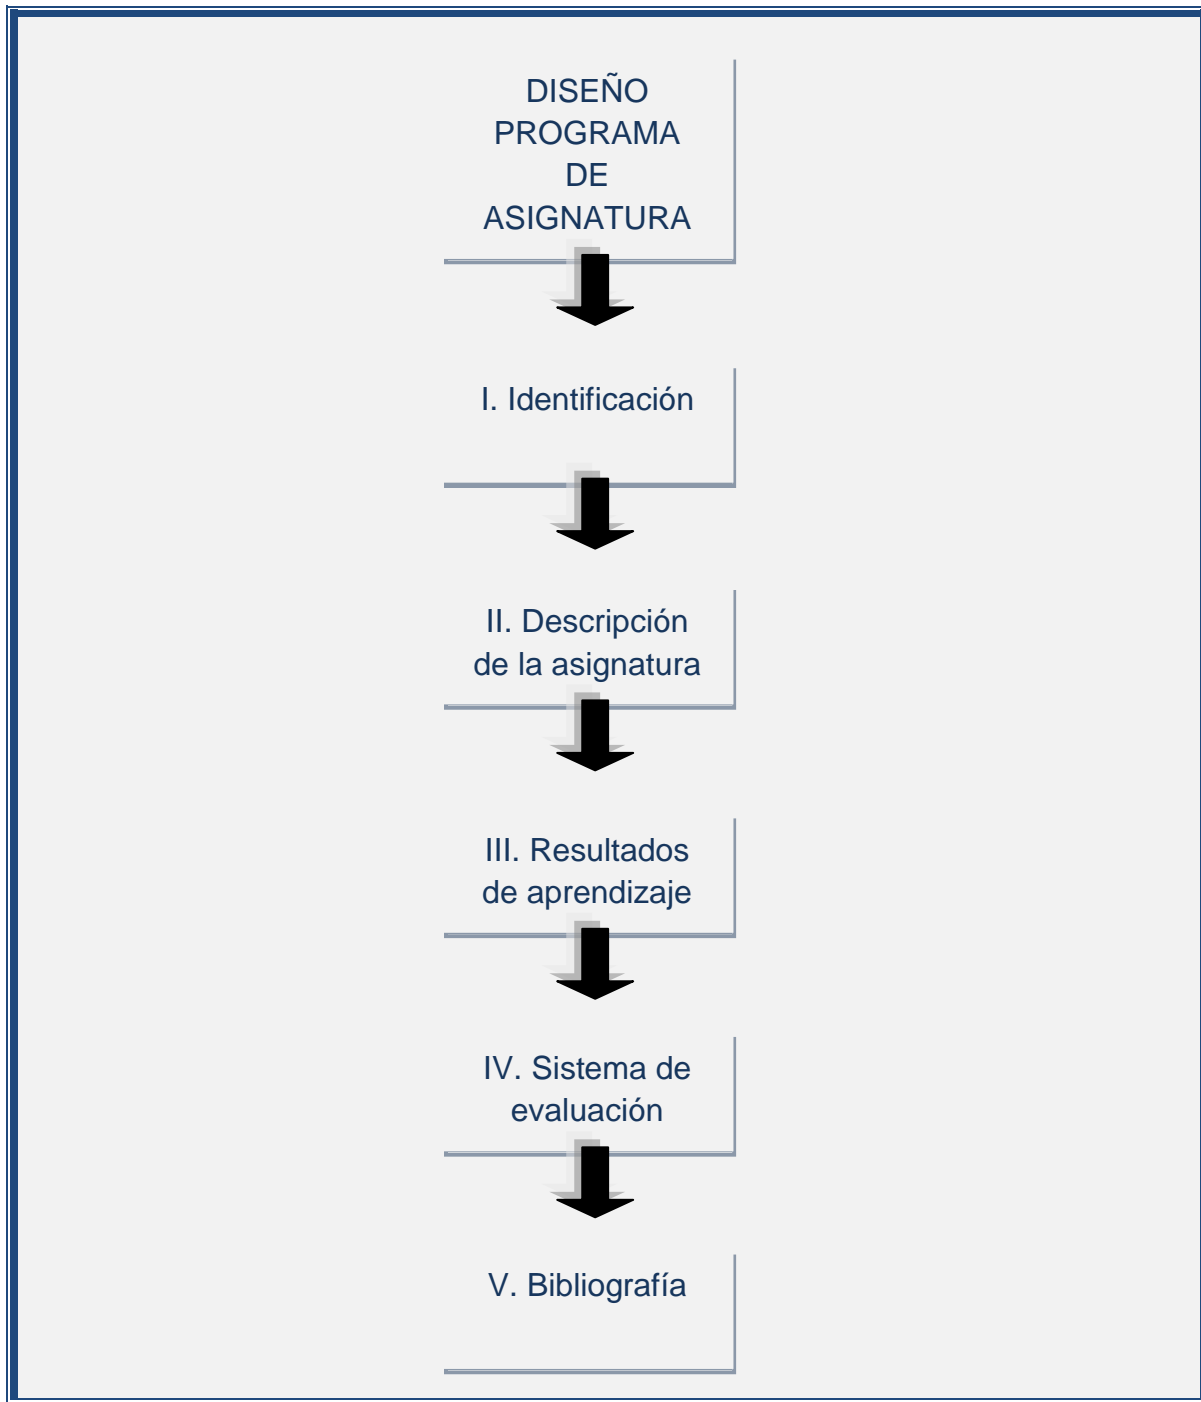 DISEÑO
PROGRAMA
DE
ASIGNATURA
I. Identificación
II. Descripción
de la asignatura
III. Resultados
de aprendizaje
IV. Sistema de
evaluación
V. Bibliografía